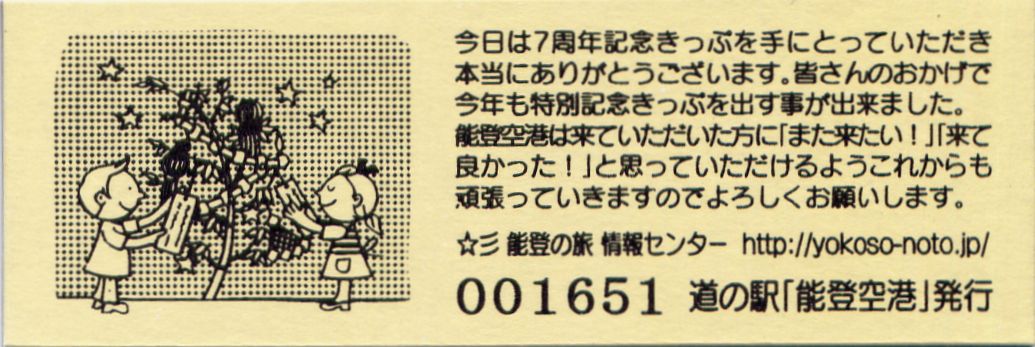 今日は7周年記念きっぷを手にとっていただき
本当にありがとうございます。皆さんのおかげで
今年も特別記念きっぷを出す事が出来ました。
能登空港は来ていただいた方に「また来たい！」「来て
良かった！」と思っていただけるようこれからも
頑張っていきますのでよろしくお願いします。
☆彡 能登の旅 情報センター http://yokoso-noto.jp/
001651 道の駅「能登空港」発行